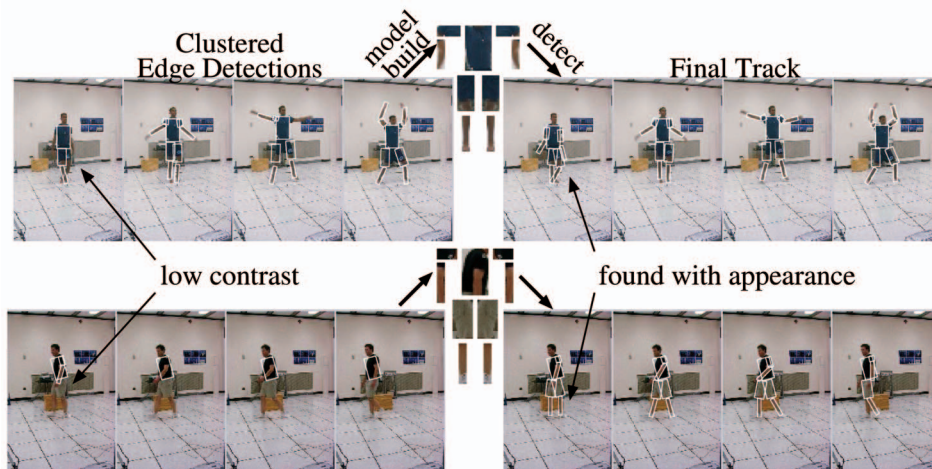 Clustered
Edge Detections
model
build
detect
Final Track
low contrast
found with appearance